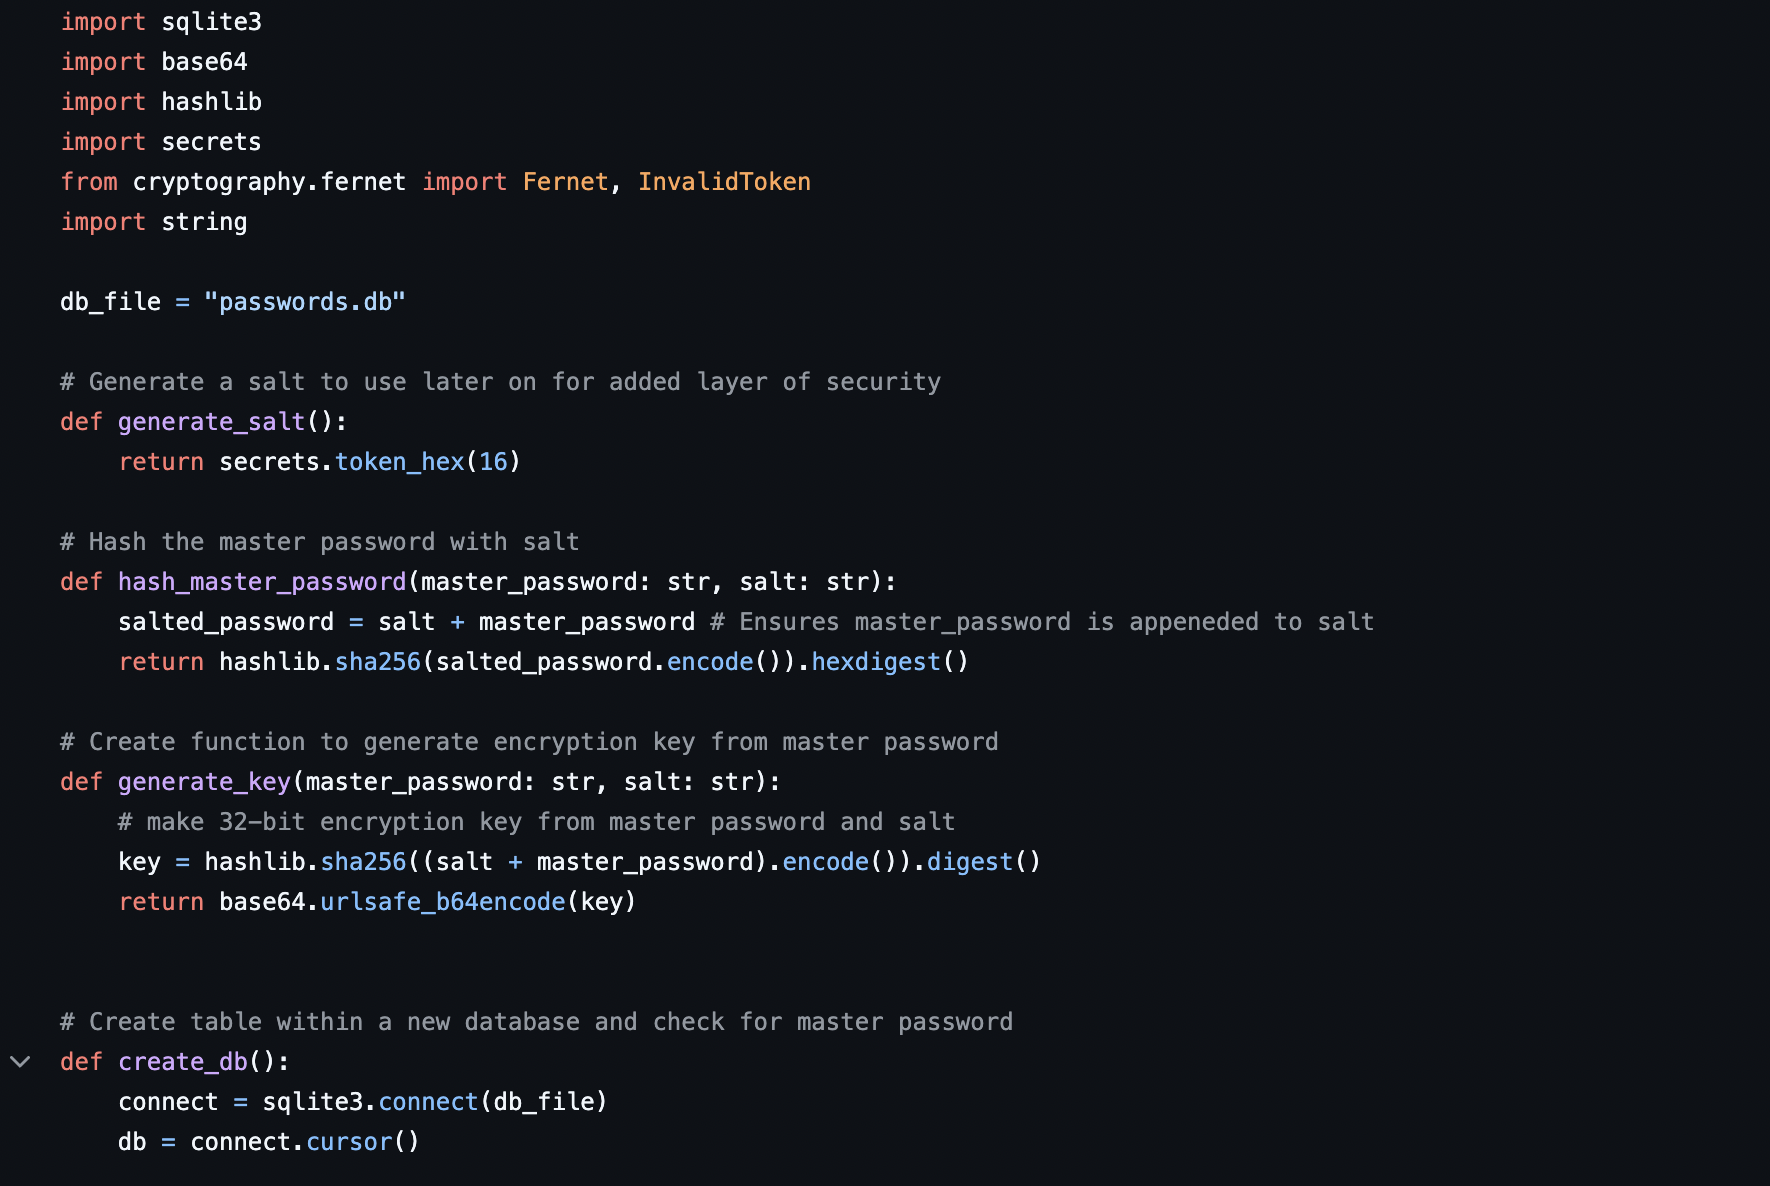 import sqlite3
import base64
import hashlib
import secrets
from cryptography.fernet import Fernet, InvalidToken
import string

db_file = "passwords.db"

# Generate a salt to use later on for added layer of security
def generate_salt():
    return secrets.token_hex(16)

# Hash the master password with salt
def hash_master_password(master_password: str, salt: str):
    salted_password = salt + master_password # Ensures master_password is appeneded to salt
    return hashlib.sha256(salted_password.encode()).hexdigest()

# Create function to generate encryption key from master password
def generate_key(master_password: str, salt: str):
    # make 32-bit encryption key from master password and salt
    key = hashlib.sha256((salt + master_password).encode()).digest()
    return base64.urlsafe_b64encode(key)


# Create table within a new database and check for master password
def create_db():
    connect = sqlite3.connect(db_file)
    db = connect.cursor()